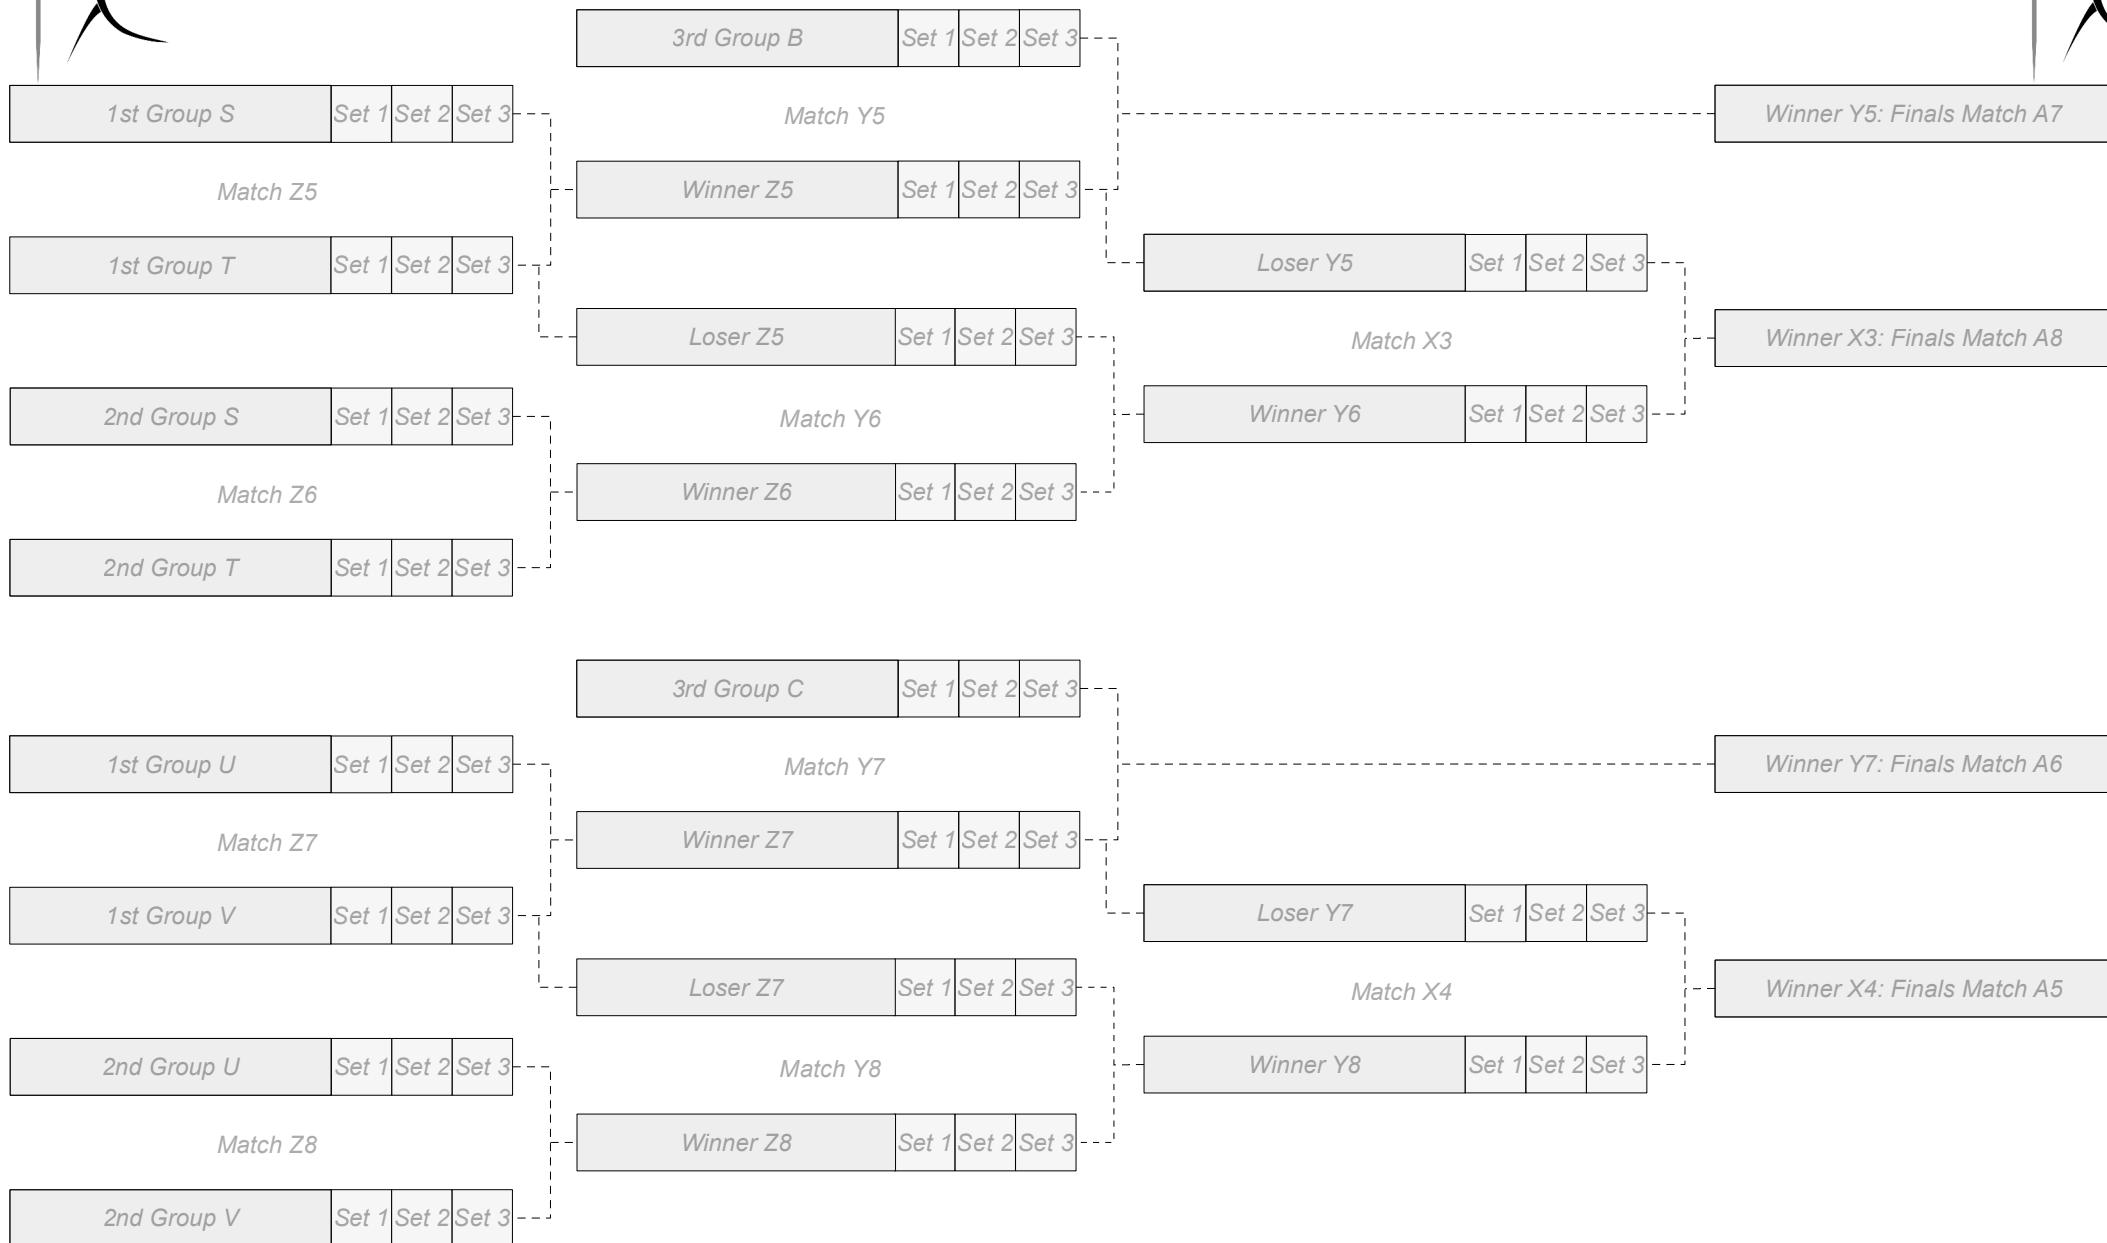 3rd Group B Set 1 Set 2 Set 3
1st Group S Set 1 Set 2 Set 3
Match Y5
Winner Y5: Finals Match A7
Match Z5
Winner Z5 Set 1 Set 2 Set 3
1st Group T Set 1 Set 2 Set 3
Loser Y5 Set 1 Set 2 Set 3
Loser Z5 Set 1 Set 2 Set 3
Match X3
Winner X3: Finals Match A8
2nd Group S Set 1 Set 2 Set 3
Match Y6
Winner Y6 Set 1 Set 2 Set 3
Match Z6
Winner Z6 Set 1 Set 2 Set 3
2nd Group T Set 1 Set 2 Set 3
3rd Group C Set 1 Set 2 Set 3
1st Group U Set 1 Set 2 Set 3
Match Y7
Winner Y7: Finals Match A6
Match Z7
Winner Z7 Set 1 Set 2 Set 3
1st Group V Set 1 Set 2 Set 3
Loser Y7 Set 1 Set 2 Set 3
Loser Z7 Set 1 Set 2 Set 3
Match X4
Winner X4: Finals Match A5
2nd Group U Set 1 Set 2 Set 3
Match Y8
Winner Y8 Set 1 Set 2 Set 3
Match Z8
Winner Z8 Set 1 Set 2 Set 3
2nd Group V Set 1 Set 2 Set 3